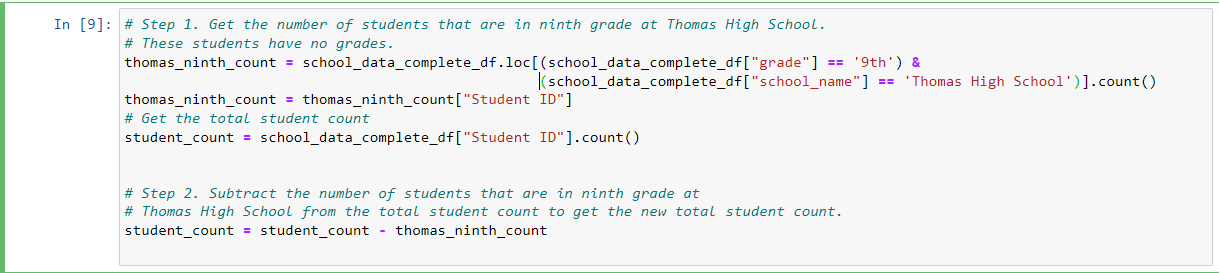 In [9]: # Step 1. Get the number of students that are in ninth grade at Thomas High School.
# These students have no grades.
thomas_ninth_count = school_data_complete_df.loc[(school_data_complete_df["grade"] == '9th') &
(school_data_complete_df["school_name"] == 'Thomas High School')].count()
thomas_ninth_count = thomas_ninth_count["Student ID"]
# Get the total student count
student_count = school_data_complete_df["Student ID"].count()
# Step 2. Subtract the number of students that are in ninth grade at
# Thomas High School from the total student count to get the new total student count.
student_count = student_count - thomas_ninth_count